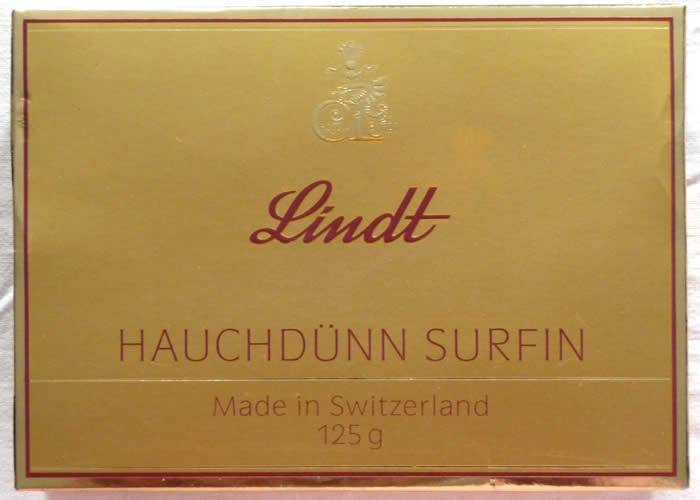 Lindt
HAUCHDÜNN SURFIN
Made in Switzerland
125 g